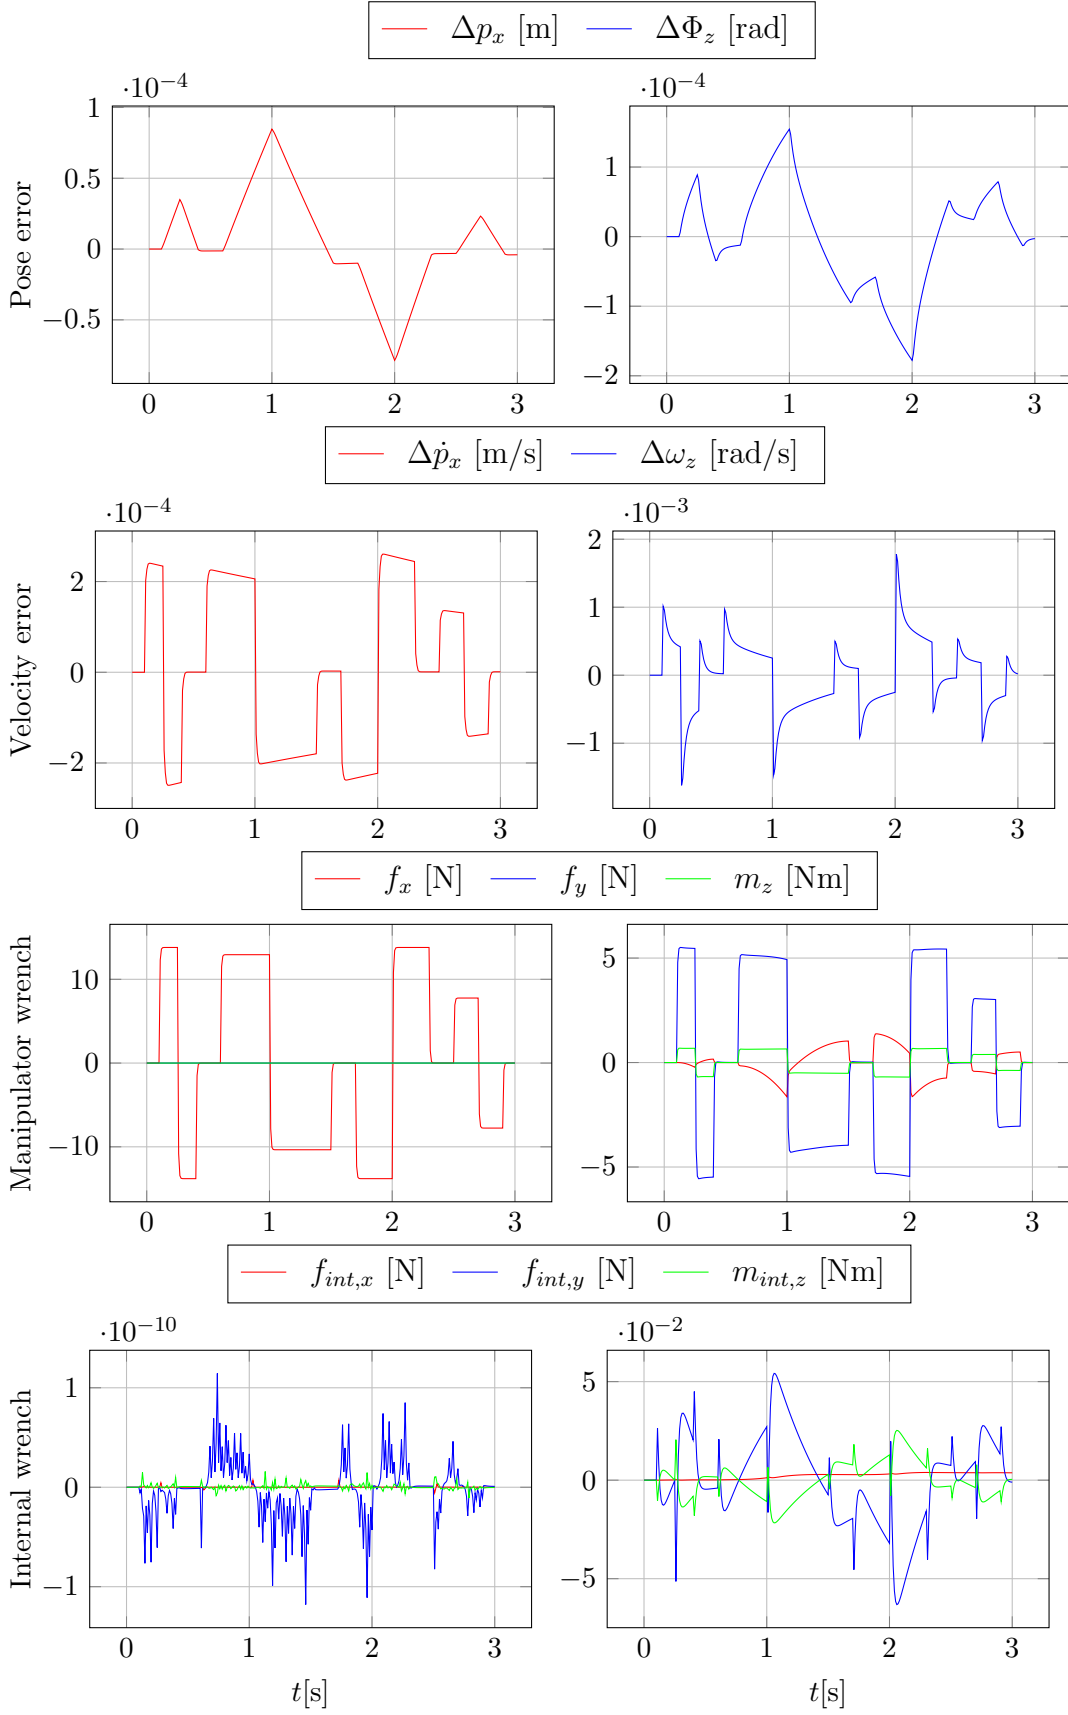 Δp_x [m] ΔΦ_z [rad]
·10^−4 ·10^−4
Pose error
1
0.5
0
−0.5
1
0
−1
−2
0 1 2 3 0 1 2 3
Δṗ_x [m/s] Δω_z [rad/s]
·10^−4 ·10^−3
Velocity error
2
0
−2
2
1
0
−1
0 1 2 3 0 1 2 3
f_x [N] f_y [N] m_z [Nm]
Manipulator wrench
10
0
−10
5
0
−5
0 1 2 3 0 1 2 3
f_int,x [N] f_int,y [N] m_int,z [Nm]
·10^−10 ·10^−2
Internal wrench
1
0
−1
5
0
−5
0 1 2 3 0 1 2 3
t[s] t[s]